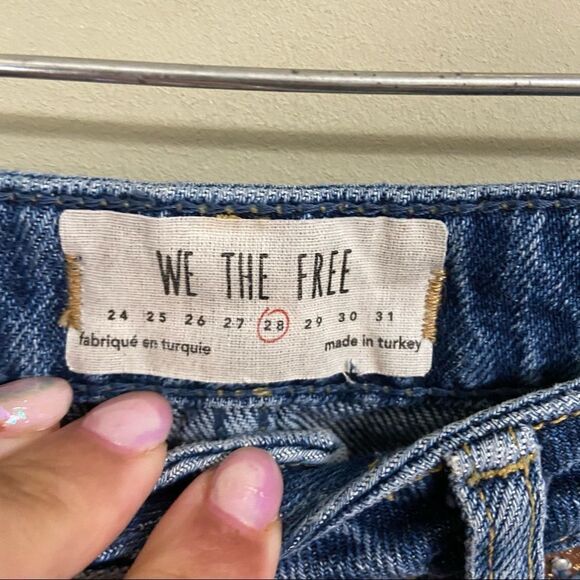 WE THE FREE
24 25 26 27 28 29 30 31
fabriqué en turquie made in turkey